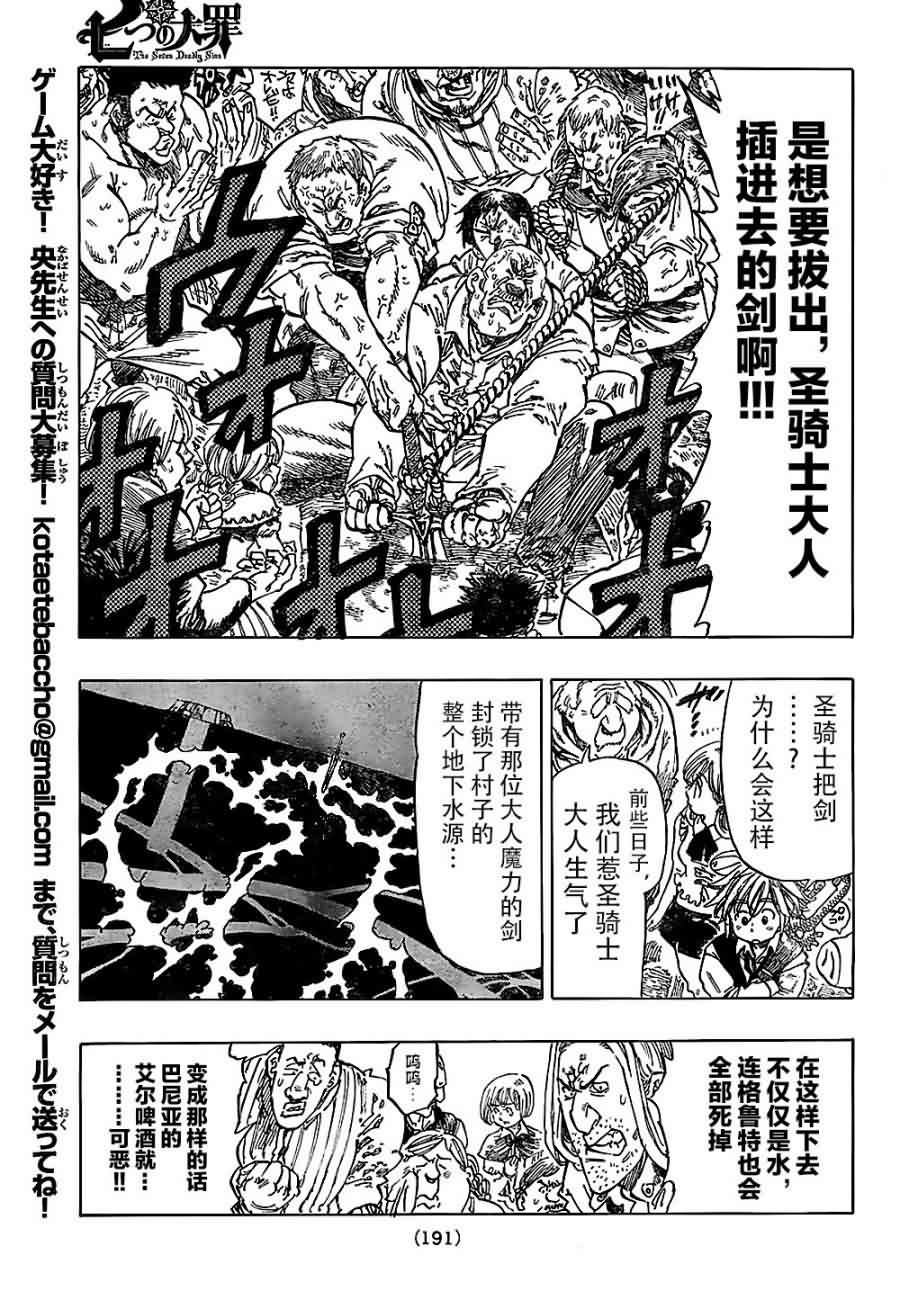 七つの大罪
The Seven Deadly Sins
ゲーム大好き！ 央先生への質問大募集！ kotaetebaccho@gmail.com まで、質問をメールで送ってね！
是想要拔出，圣骑士大人
插进去的剑啊!!!
オオオ
オオ
オ
圣骑士把剑
……?
为什么会这样
前些日子，
我们惹圣骑士
大人生气了
带有那位大人魔力的剑
封锁了村子的
整个地下水源…
在这样下去
不仅仅是水，
连格鲁特也会
全部死掉
呜呜…
变成那样的话
巴尼亚的
艾尔啤酒就…
………可恶!!
(191)